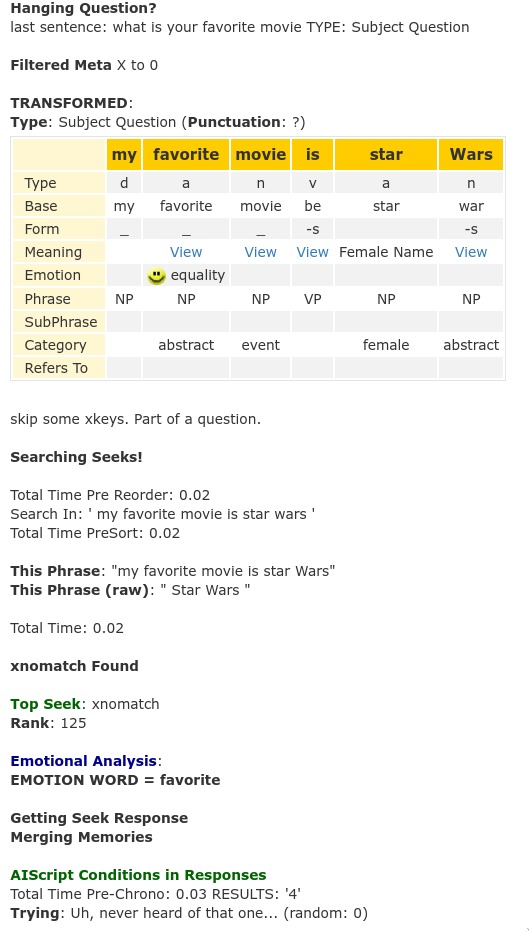 Hanging Question?
last sentence: what is your favorite movie TYPE: Subject Question
Filtered Meta X to 0
TRANSFORMED:
Type: Subject Question (Punctuation: ?)
my favorite movie is star Wars
Type d a n v a n
Base my favorite movie be star war
Form _ _ _ -s -s
Meaning View View View Female Name View
Emotion equality
Phrase NP NP NP VP NP NP
SubPhrase
Category abstract event female abstract
Refers To
skip some xkeys. Part of a question.
Searching Seeks!
Total Time Pre Reorder: 0.02
Search In: ' my favorite movie is star wars '
Total Time PreSort: 0.02
This Phrase: "my favorite movie is star Wars"
This Phrase (raw): " Star Wars "
Total Time: 0.02
xnomatch Found
Top Seek: xnomatch
Rank: 125
Emotional Analysis:
EMOTION WORD = favorite
Getting Seek Response
Merging Memories
AIScript Conditions in Responses
Total Time Pre-Chrono: 0.03 RESULTS: '4'
Trying: Uh, never heard of that one... (random: 0)